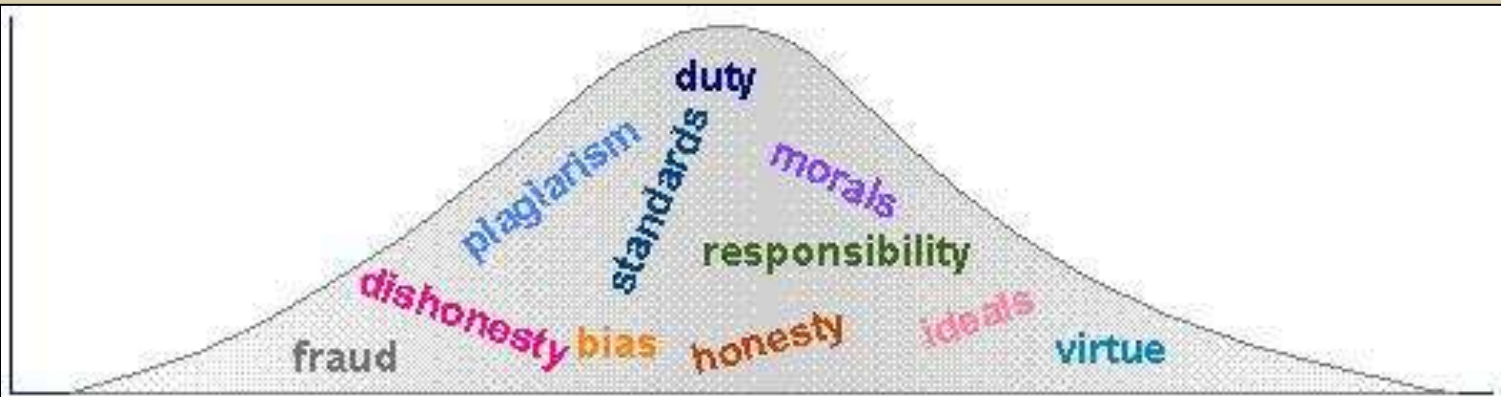 duty
plagiarism
standards
morals
responsibility
dishonesty
bias
honesty
ideals
fraud
virtue